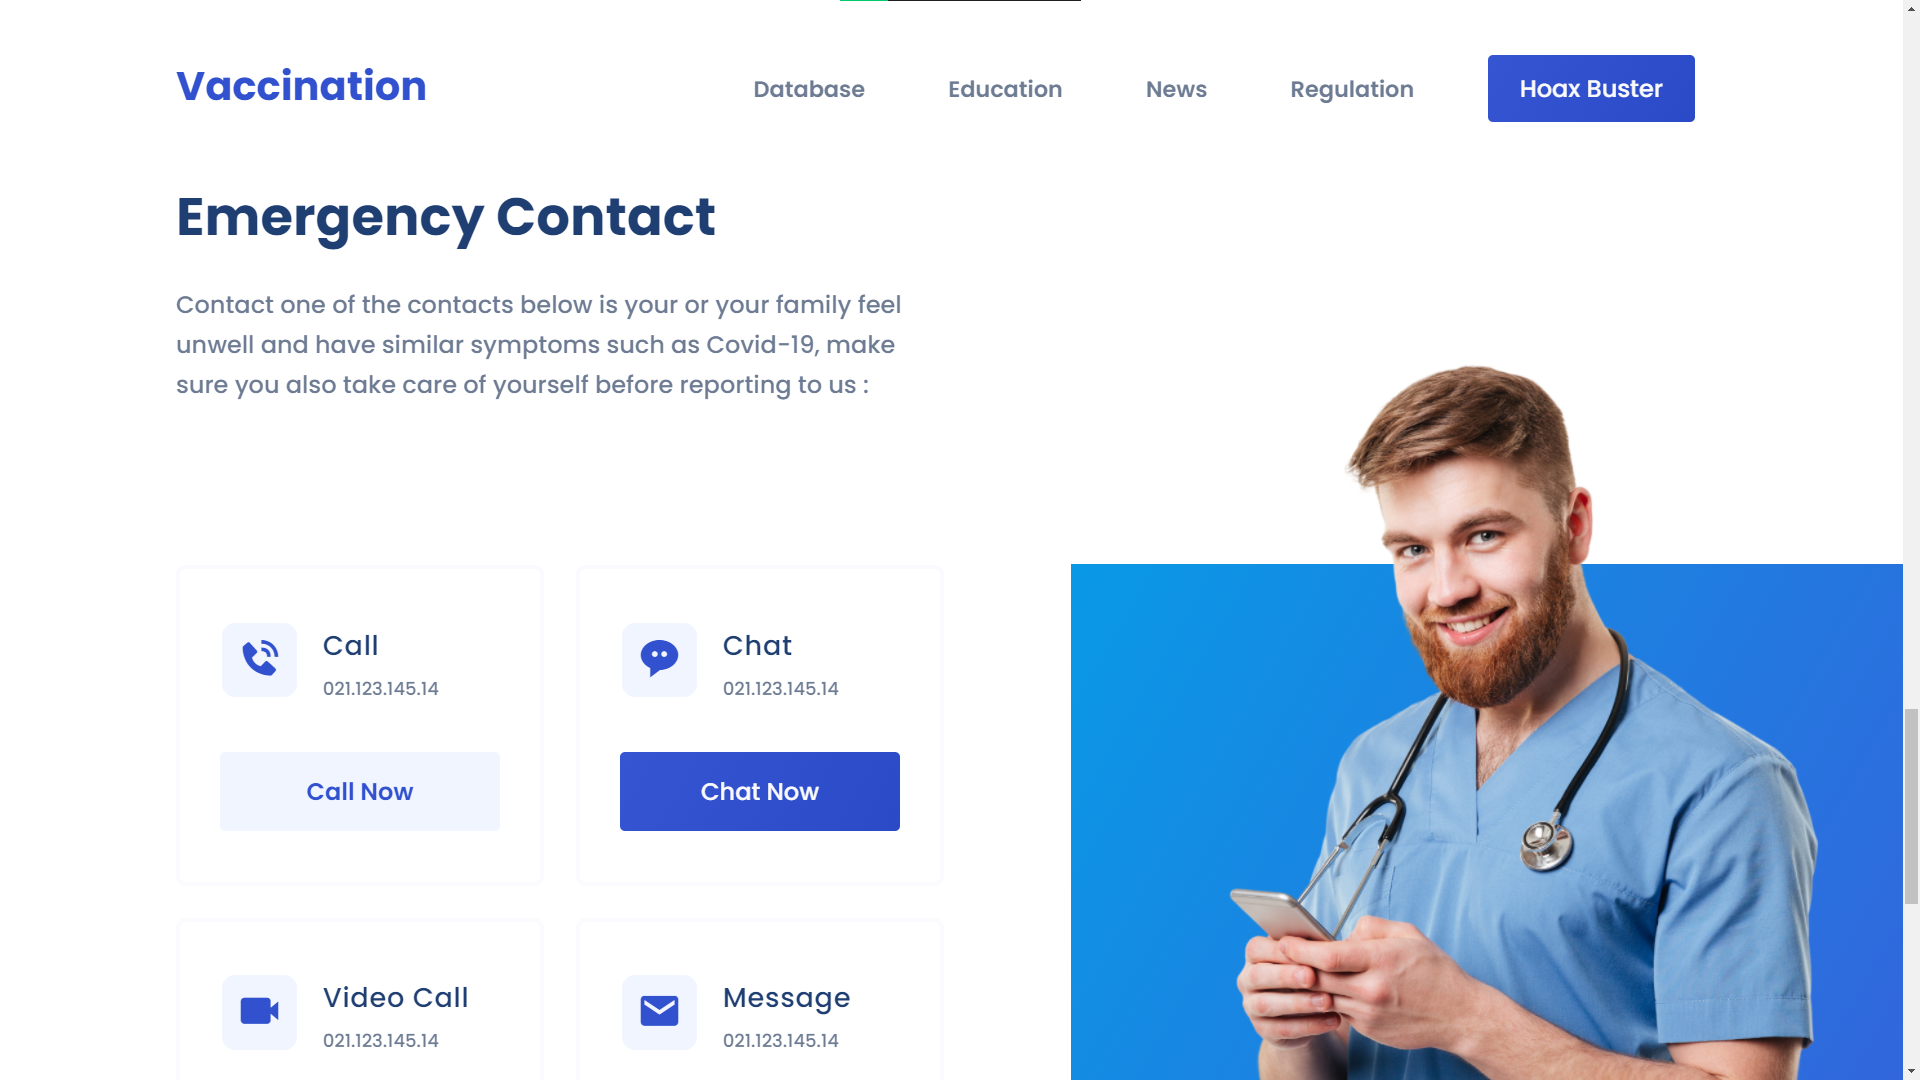 Vaccination
Database
Education
News
Regulation
Hoax Buster
Emergency Contact
Contact one of the contacts below is your or your family feel
unwell and have similar symptoms such as Covid-19, make
sure you also take care of yourself before reporting to us :
Call
021.123.145.14
Call Now
Chat
021.123.145.14
Chat Now
Video Call
021.123.145.14
Message
021.123.145.14